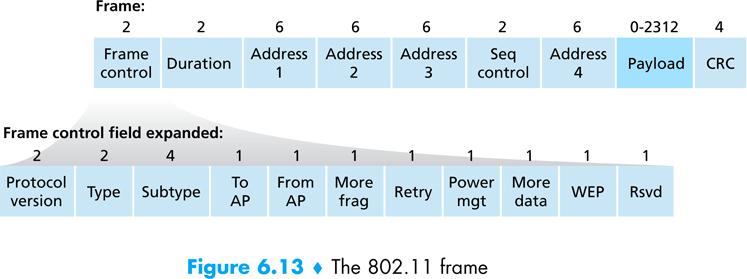 Frame:
2 2 6 6 6 2 6 0-2312 4
Frame control Duration Address 1 Address 2 Address 3 Seq control Address 4 Payload CRC
Frame control field expanded:
2 2 4 1 1 1 1 1 1 1 1
Protocol version Type Subtype To AP From AP More frag Retry Power mgt More data WEP Rsvd
Figure 6.13 ♦ The 802.11 frame